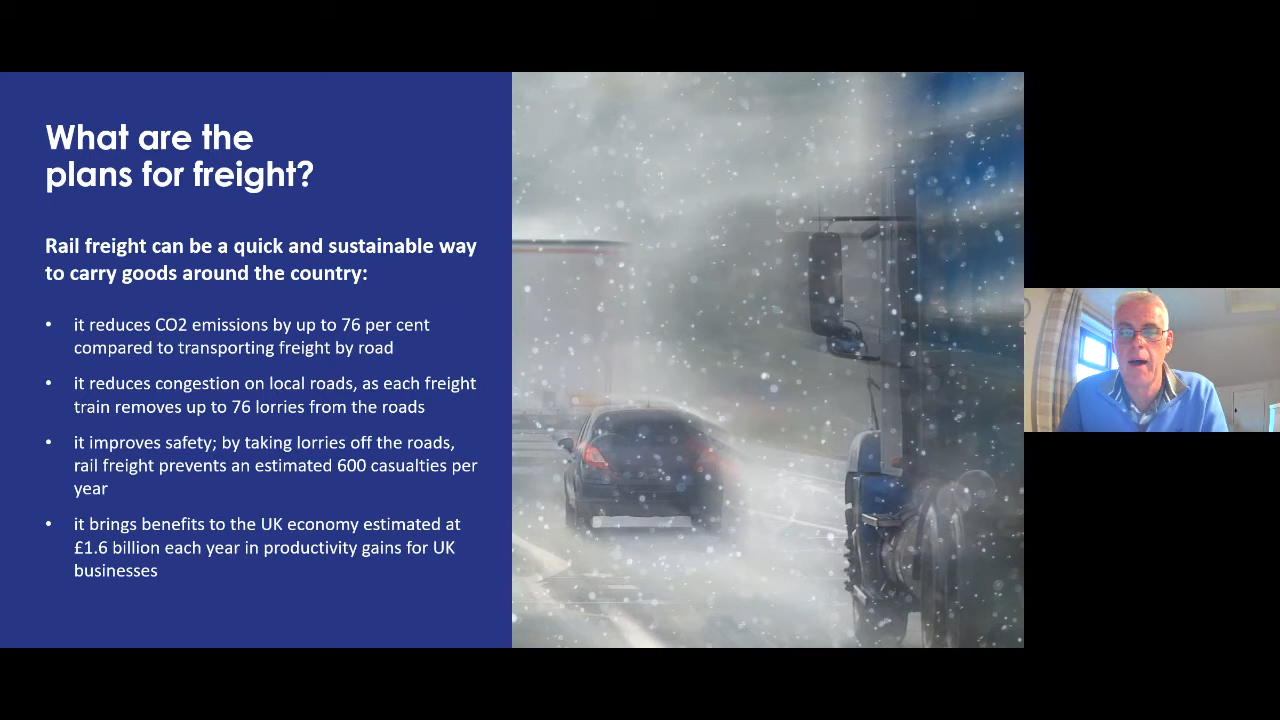 What are the
plans for freight?
Rail freight can be a quick and sustainable way
to carry goods around the country:
• it reduces CO2 emissions by up to 76 per cent
compared to transporting freight by road
• it reduces congestion on local roads, as each freight
train removes up to 76 lorries from the roads
• it improves safety; by taking lorries off the roads,
rail freight prevents an estimated 600 casualties per
year
• it brings benefits to the UK economy estimated at
£1.6 billion each year in productivity gains for UK
businesses